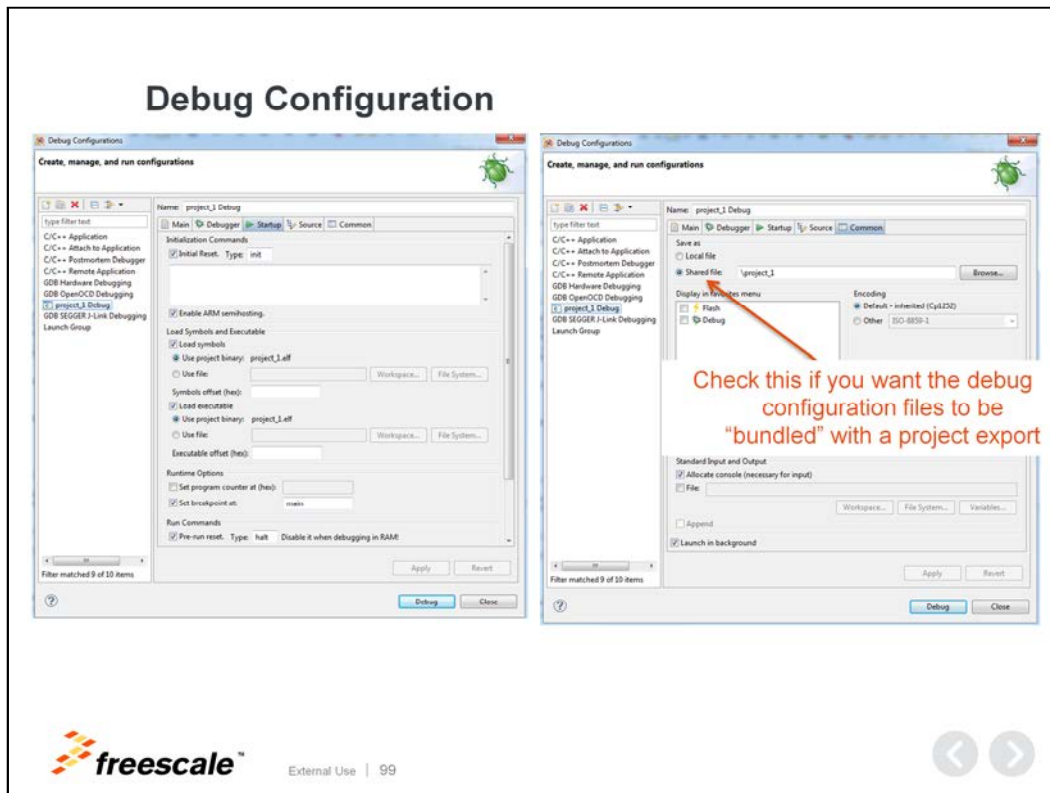 Debug Configuration
Debug Configurations
Create, manage, and run configurations
type filter text
C/C++ Application
C/C++ Attach to Application
C/C++ Postmortem Debugger
C/C++ Remote Application
GDB Hardware Debugging
GDB OpenOCD Debugging
project_1 Debug
GDB SEGGER J-Link Debugging
Launch Group
Filter matched 9 of 10 items
Name: project_1 Debug
Main Debugger Startup Source Common
Initialization Commands
Initial Reset. Type: init
Enable ARM semihosting.
Load Symbols and Executable
Load symbols
Use project binary: project_1.elf
Use file: Workspace... File System...
Symbols offset (hex):
Load executable
Use project binary: project_1.elf
Use file: Workspace... File System...
Executable offset (hex):
Runtime Options
Set program counter at (hex):
Set breakpoint at: main
Run Commands
Pre-run reset. Type: halt Disable it when debugging in RAM!
Apply Revert
Debug Close
Debug Configurations
Create, manage, and run configurations
type filter text
C/C++ Application
C/C++ Attach to Application
C/C++ Postmortem Debugger
C/C++ Remote Application
GDB Hardware Debugging
GDB OpenOCD Debugging
project_1 Debug
GDB SEGGER J-Link Debugging
Launch Group
Filter matched 9 of 10 items
Name: project_1 Debug
Main Debugger Startup Source Common
Save as
Local file
Shared file: \project_1 Browse...
Display in favorites menu
Flash
Debug
Encoding
Default - inherited (Cp1252)
Other ISO-8859-1
Check this if you want the debug
configuration files to be
“bundled” with a project export
Standard Input and Output
Allocate console (necessary for input)
File:
Workspace... File System... Variables...
Append
Launch in background
Apply Revert
Debug Close
freescale™
External Use | 99